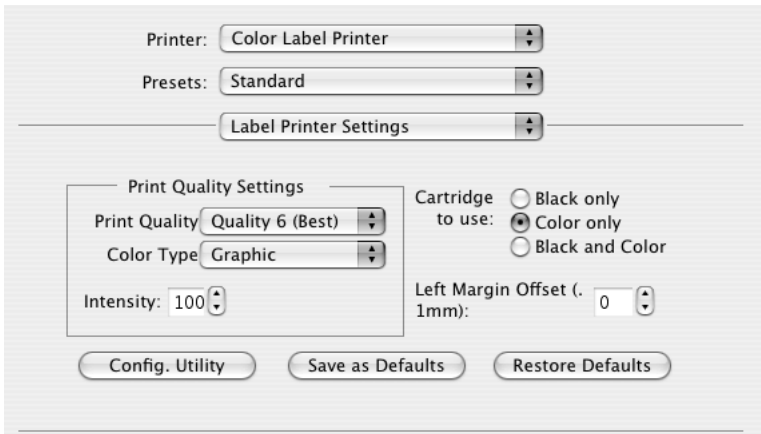 Printer: Color Label Printer
Presets: Standard
Label Printer Settings
Print Quality Settings
Print Quality Quality 6 (Best)
Color Type Graphic
Intensity: 100
Cartridge
to use:
Black only
Color only
Black and Color
Left Margin Offset (.
1mm): 0
Config. Utility Save as Defaults Restore Defaults